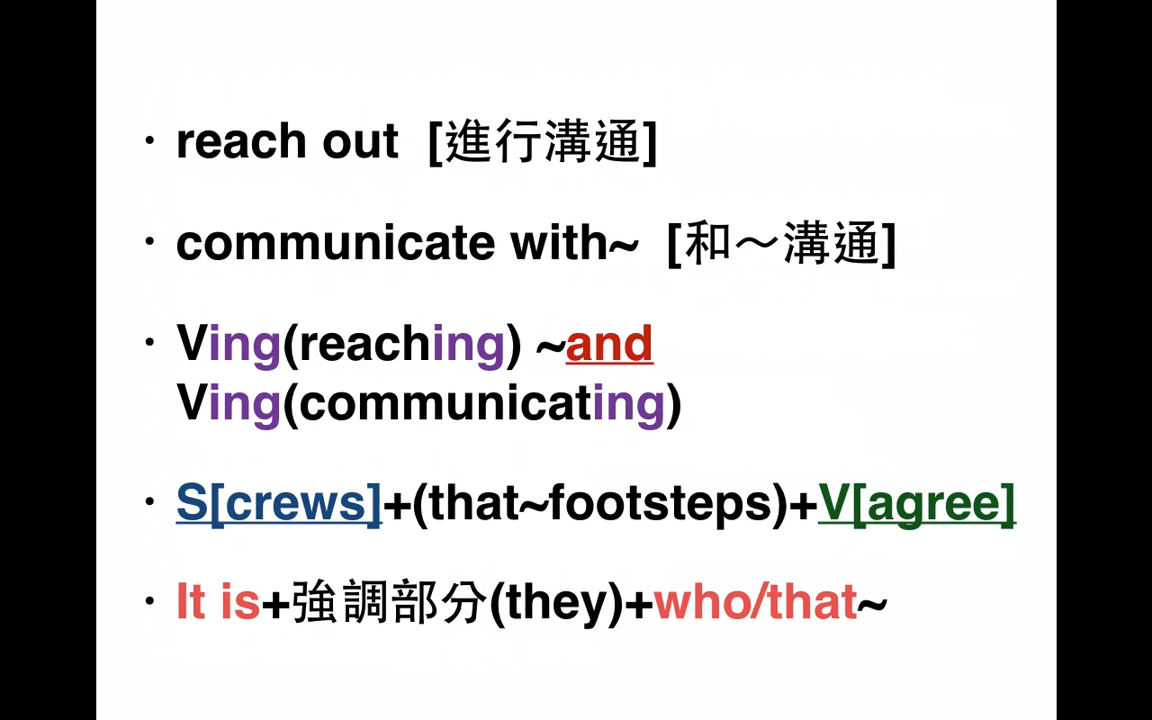 · reach out [進行溝通]
· communicate with~ [和～溝通]
· Ving(reaching) ~and
Ving(communicating)
· S[crews]+(that~footsteps)+V[agree]
· It is+強調部分(they)+who/that~